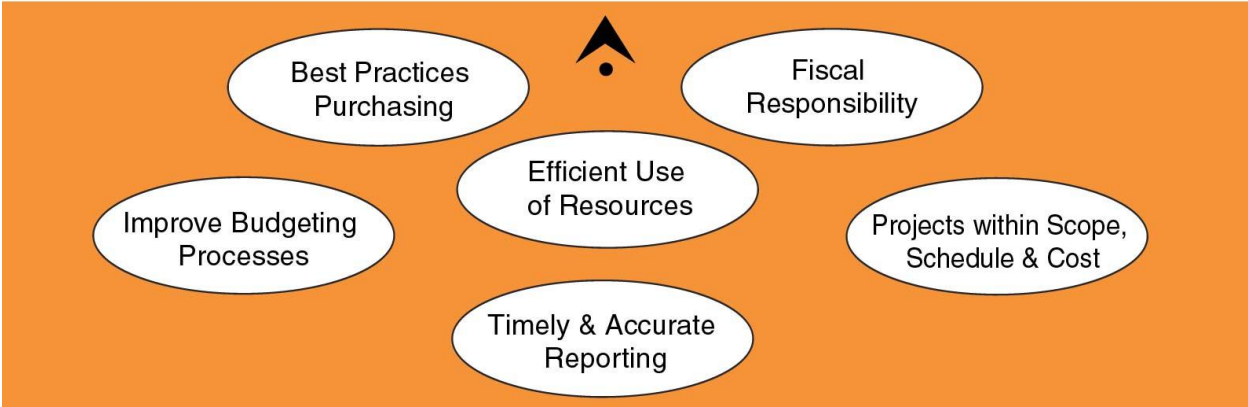 Best Practices
Purchasing
Fiscal
Responsibility
Efficient Use
of Resources
Improve Budgeting
Processes
Projects within Scope,
Schedule & Cost
Timely & Accurate
Reporting